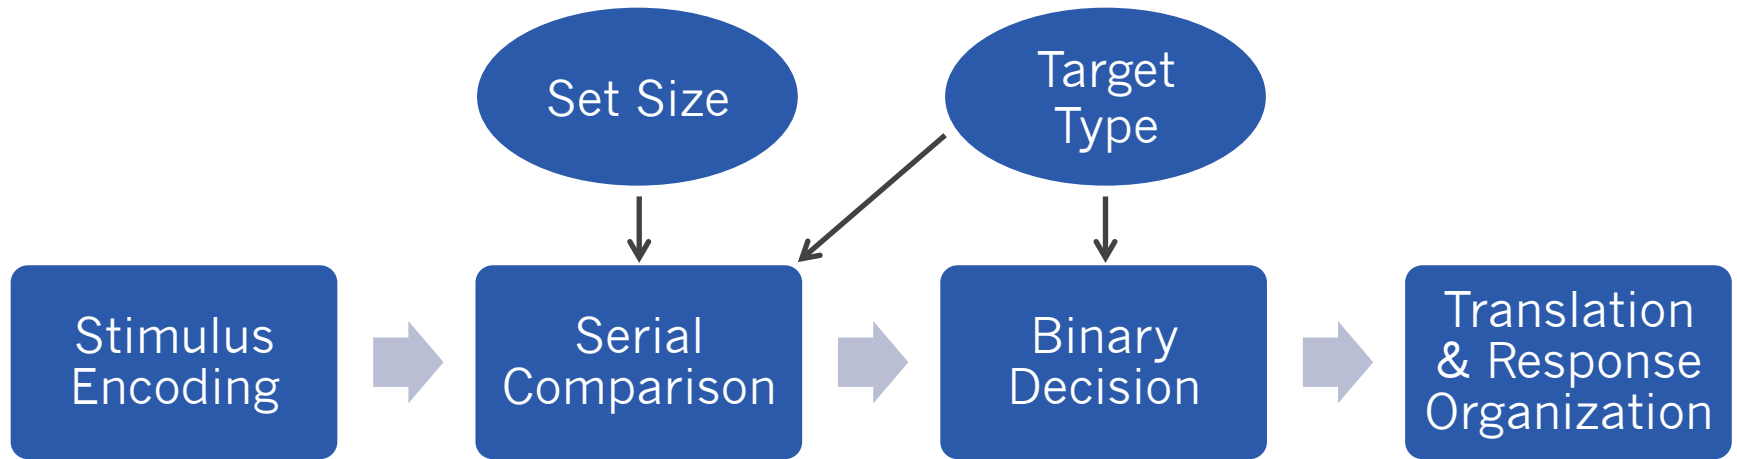 Set Size
Target
Type
Stimulus
Encoding
Serial
Comparison
Binary
Decision
Translation
& Response
Organization